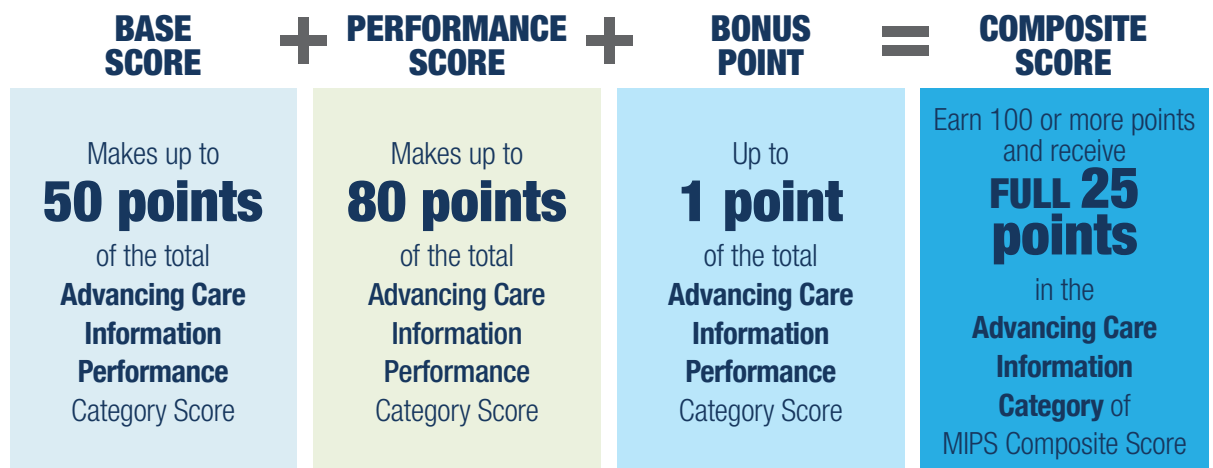 BASE
SCORE
+
PERFORMANCE
SCORE
+
BONUS
POINT
=
COMPOSITE
SCORE
Makes up to
50 points
of the total
Advancing Care
Information
Performance
Category Score
Makes up to
80 points
of the total
Advancing Care
Information
Performance
Category Score
Up to
1 point
of the total
Advancing Care
Information
Performance
Category Score
Earn 100 or more points
and receive
FULL 25
points
in the
Advancing Care
Information
Category of
MIPS Composite Score